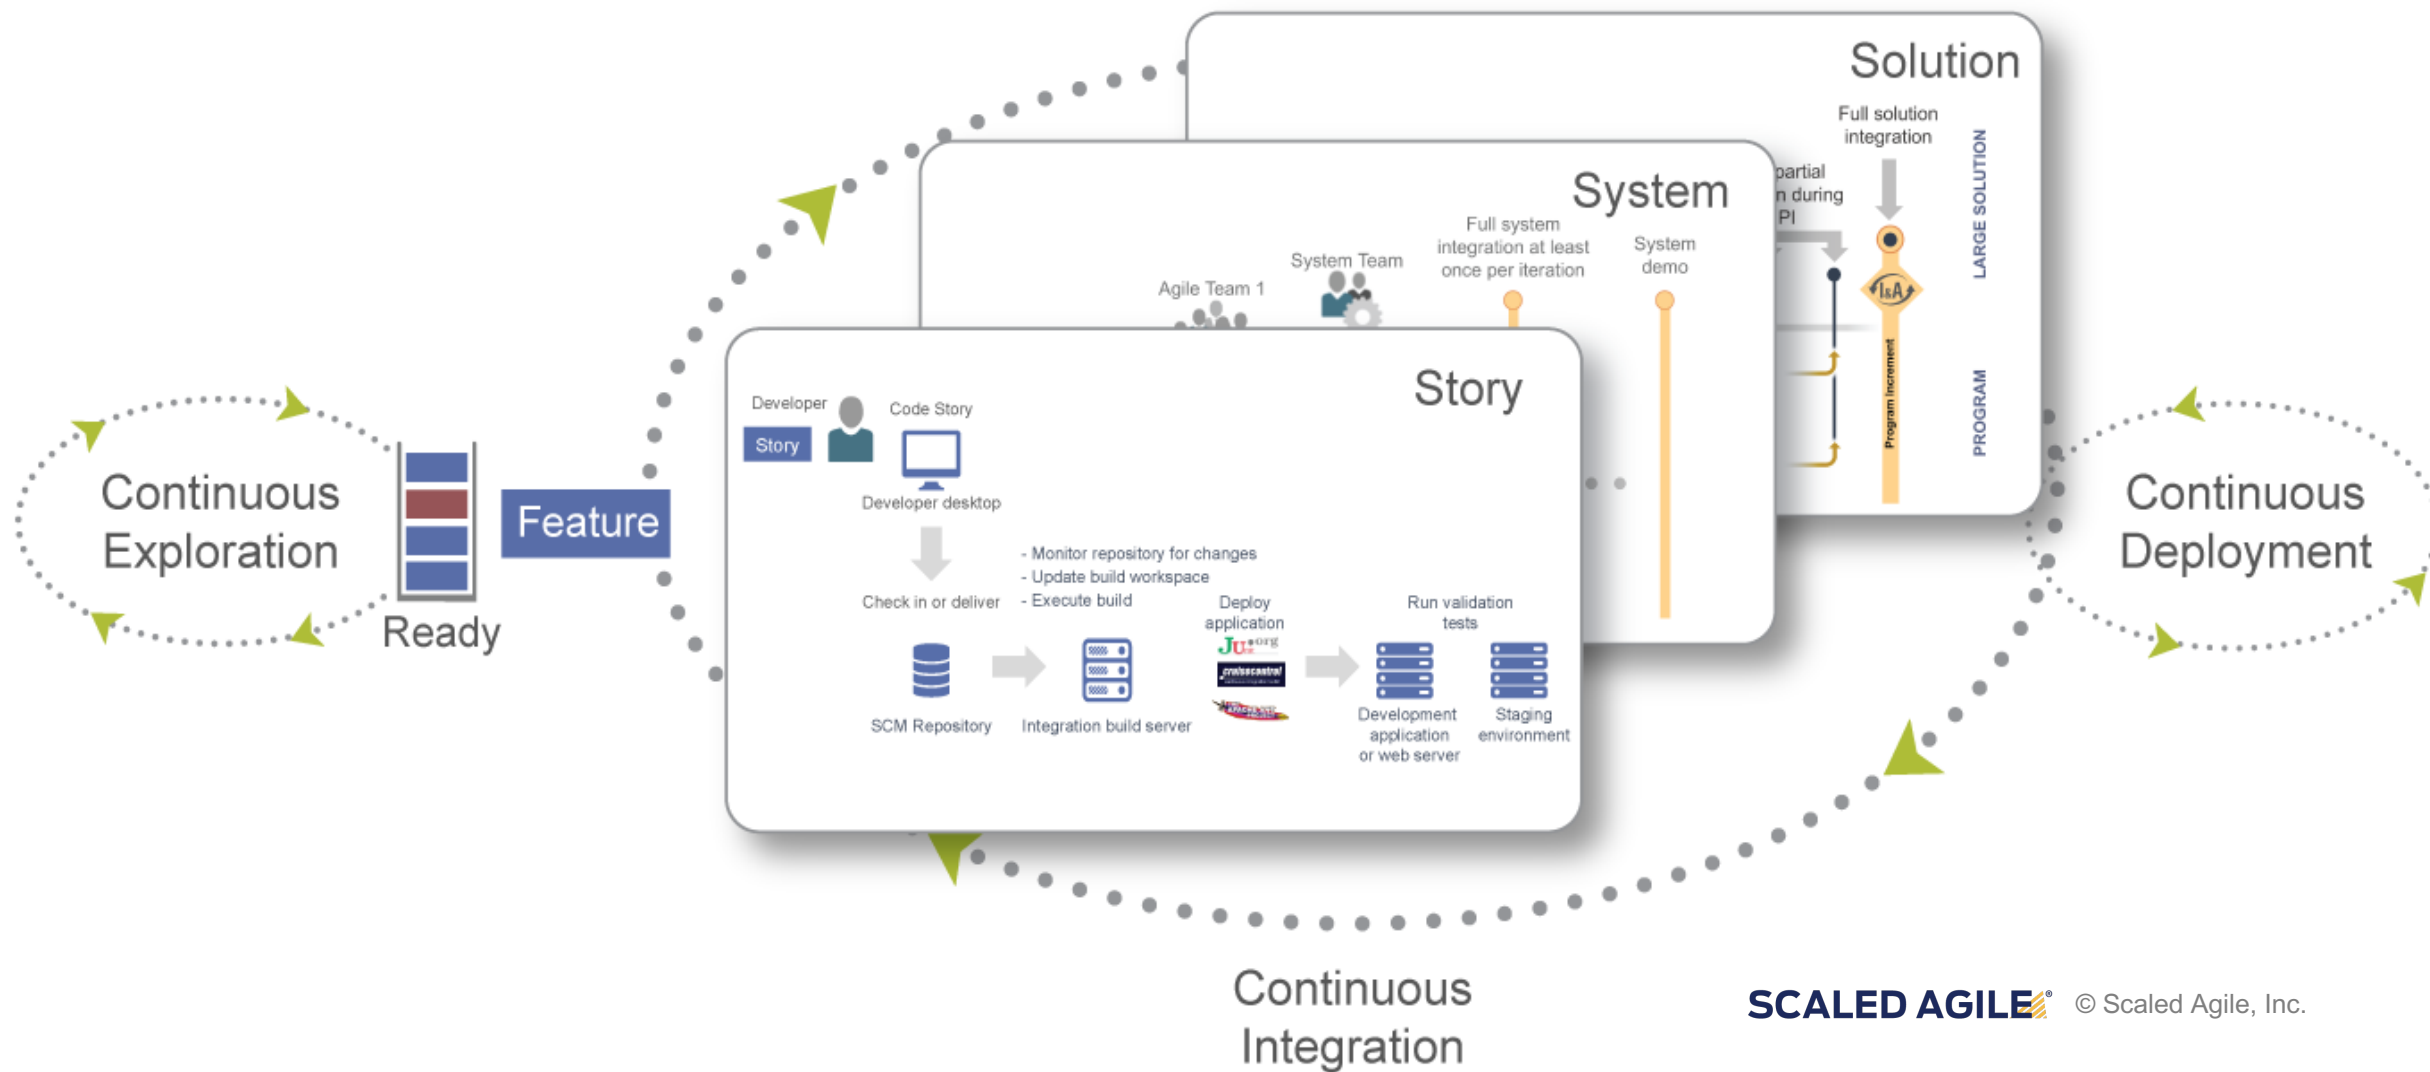 Solution
Full solution
integration
LARGE SOLUTION
partial
n during
PI
I&A
Program Increment
PROGRAM
System
Full system
integration at least
once per iteration
System
demo
System Team
Agile Team 1
Story
Developer
Story
Code Story
Developer desktop
Check in or deliver
- Monitor repository for changes
- Update build workspace
- Execute build
Deploy
application
JU .org
cruisecontrol
Run validation
tests
SCM Repository
Integration build server
Development
application
or web server
Staging
environment
Continuous
Exploration
Ready
Feature
Continuous
Deployment
Continuous
Integration
SCALED AGILE® © Scaled Agile, Inc.